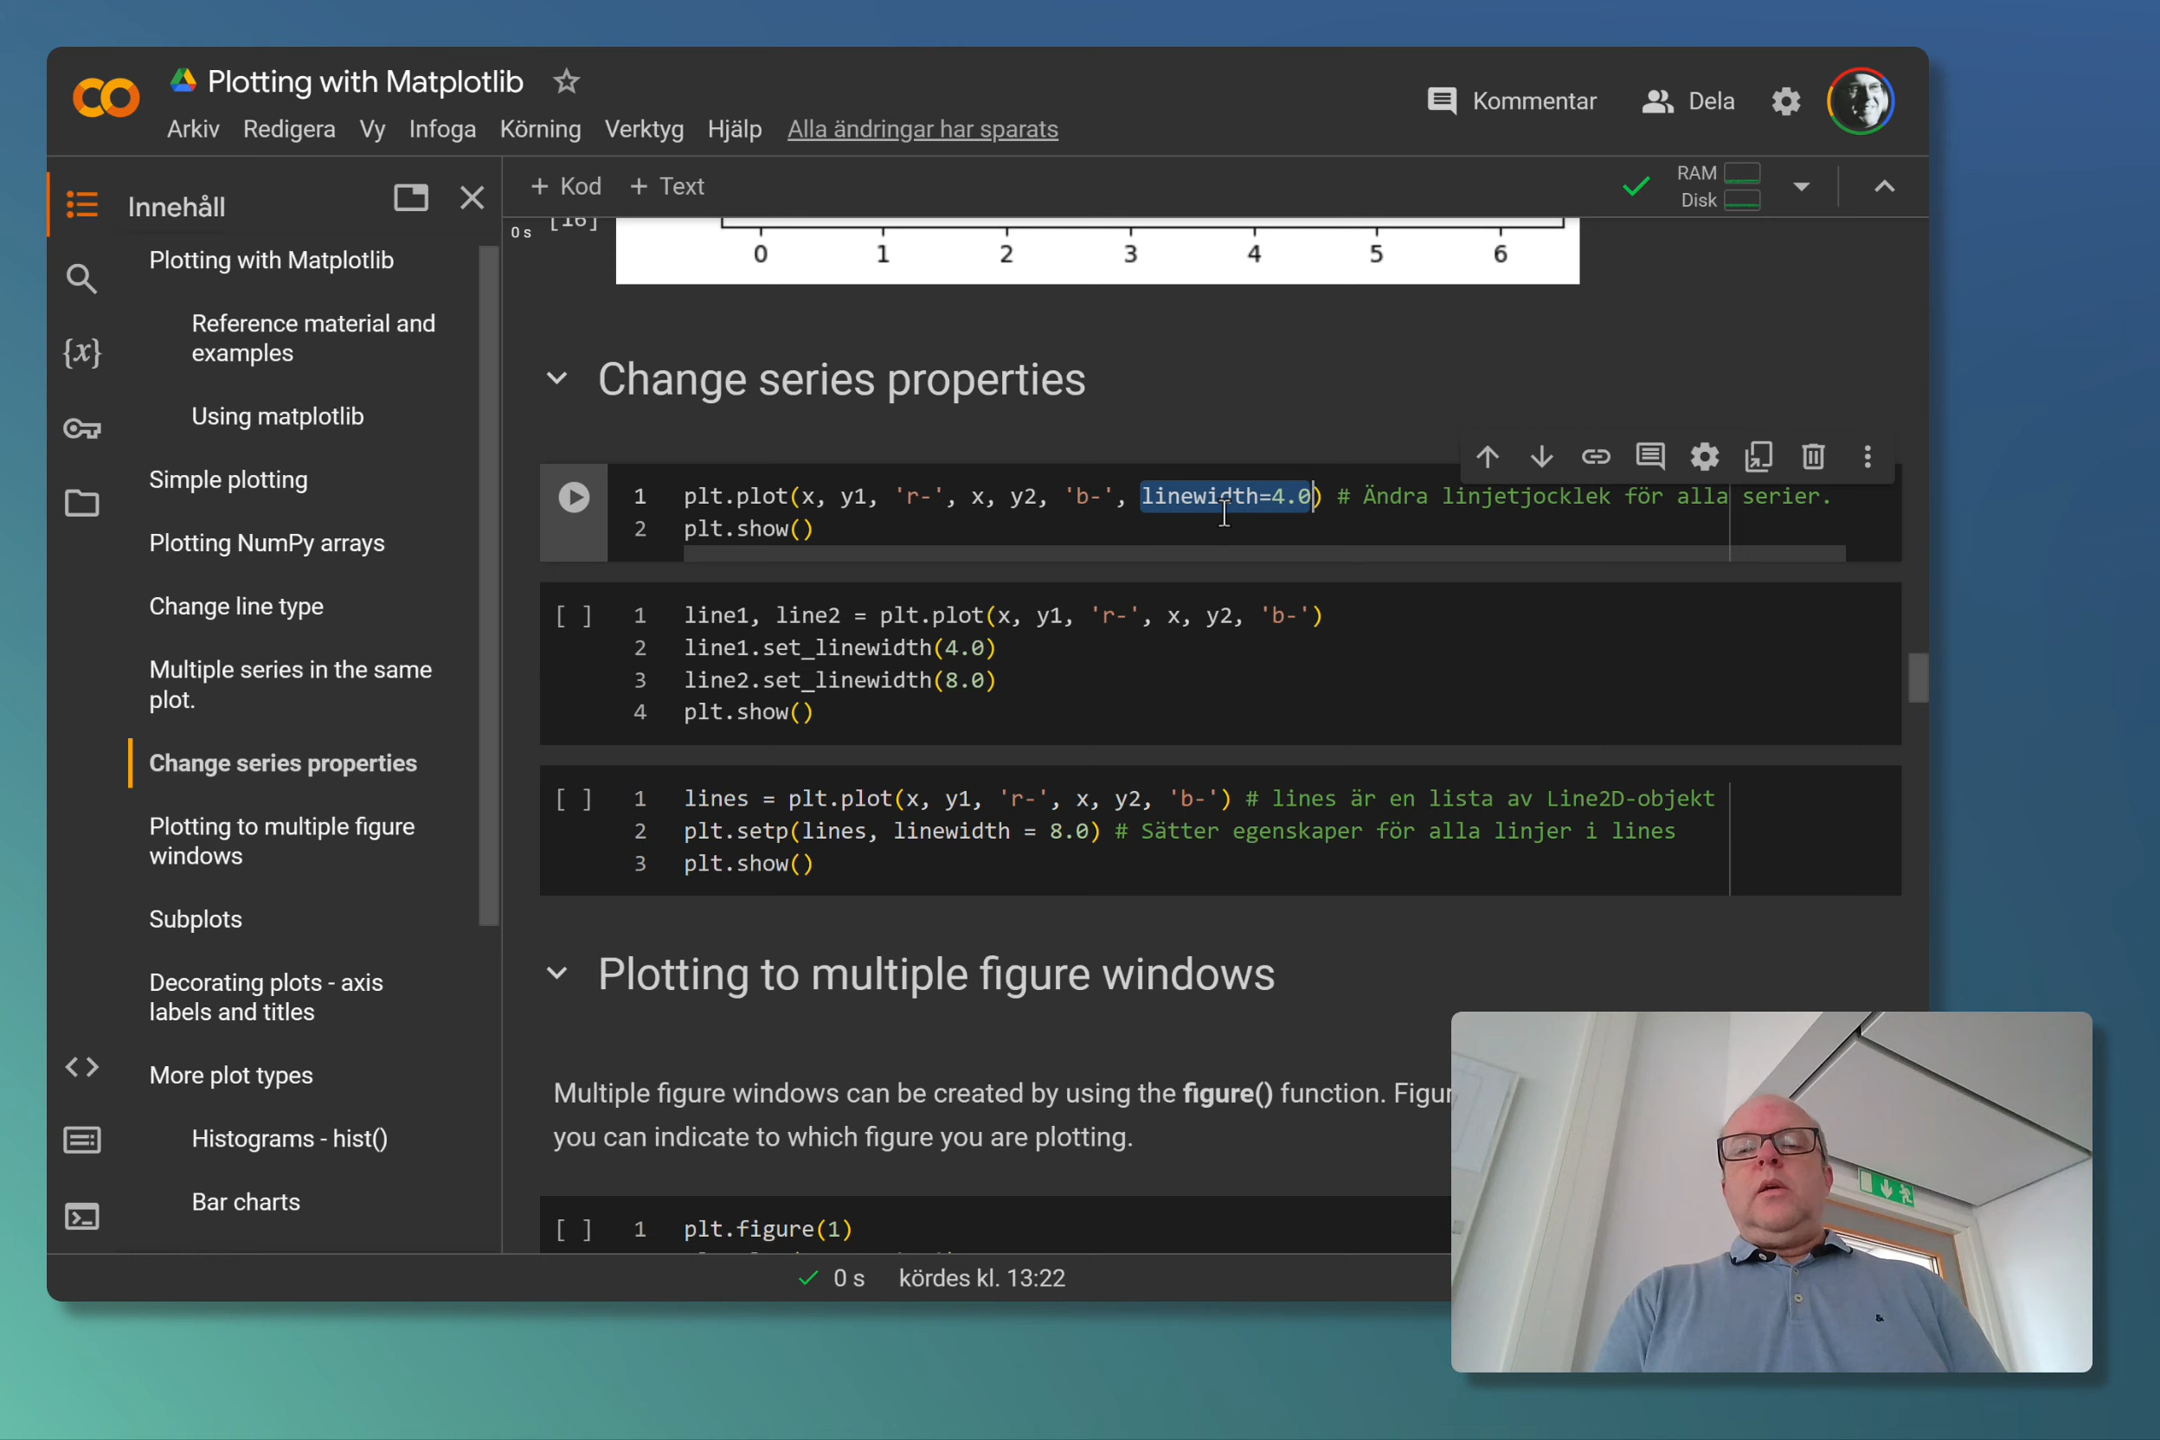 Plotting with Matplotlib
Arkiv Redigera Vy Infoga Körning Verktyg Hjälp Alla ändringar har sparats
Kommentar Dela
Innehåll
Plotting with Matplotlib
Reference material and
examples
Using matplotlib
Simple plotting
Plotting NumPy arrays
Change line type
Multiple series in the same
plot.
Change series properties
Plotting to multiple figure
windows
Subplots
Decorating plots - axis
labels and titles
More plot types
Histograms - hist()
Bar charts
+ Kod + Text
RAM
Disk
0 s [16]
0 1 2 3 4 5 6
Change series properties
1 plt.plot(x, y1, 'r-', x, y2, 'b-', linewidth=4.0) # Ändra linjetjocklek för alla serier.
2 plt.show()
[ ] 1 line1, line2 = plt.plot(x, y1, 'r-', x, y2, 'b-')
2 line1.set_linewidth(4.0)
3 line2.set_linewidth(8.0)
4 plt.show()
[ ] 1 lines = plt.plot(x, y1, 'r-', x, y2, 'b-') # lines är en lista av Line2D-objekt
2 plt.setp(lines, linewidth = 8.0) # Sätter egenskaper för alla linjer i lines
3 plt.show()
Plotting to multiple figure windows
Multiple figure windows can be created by using the figure() function. Figur
you can indicate to which figure you are plotting.
[ ] 1 plt.figure(1)
0 s kördes kl. 13:22